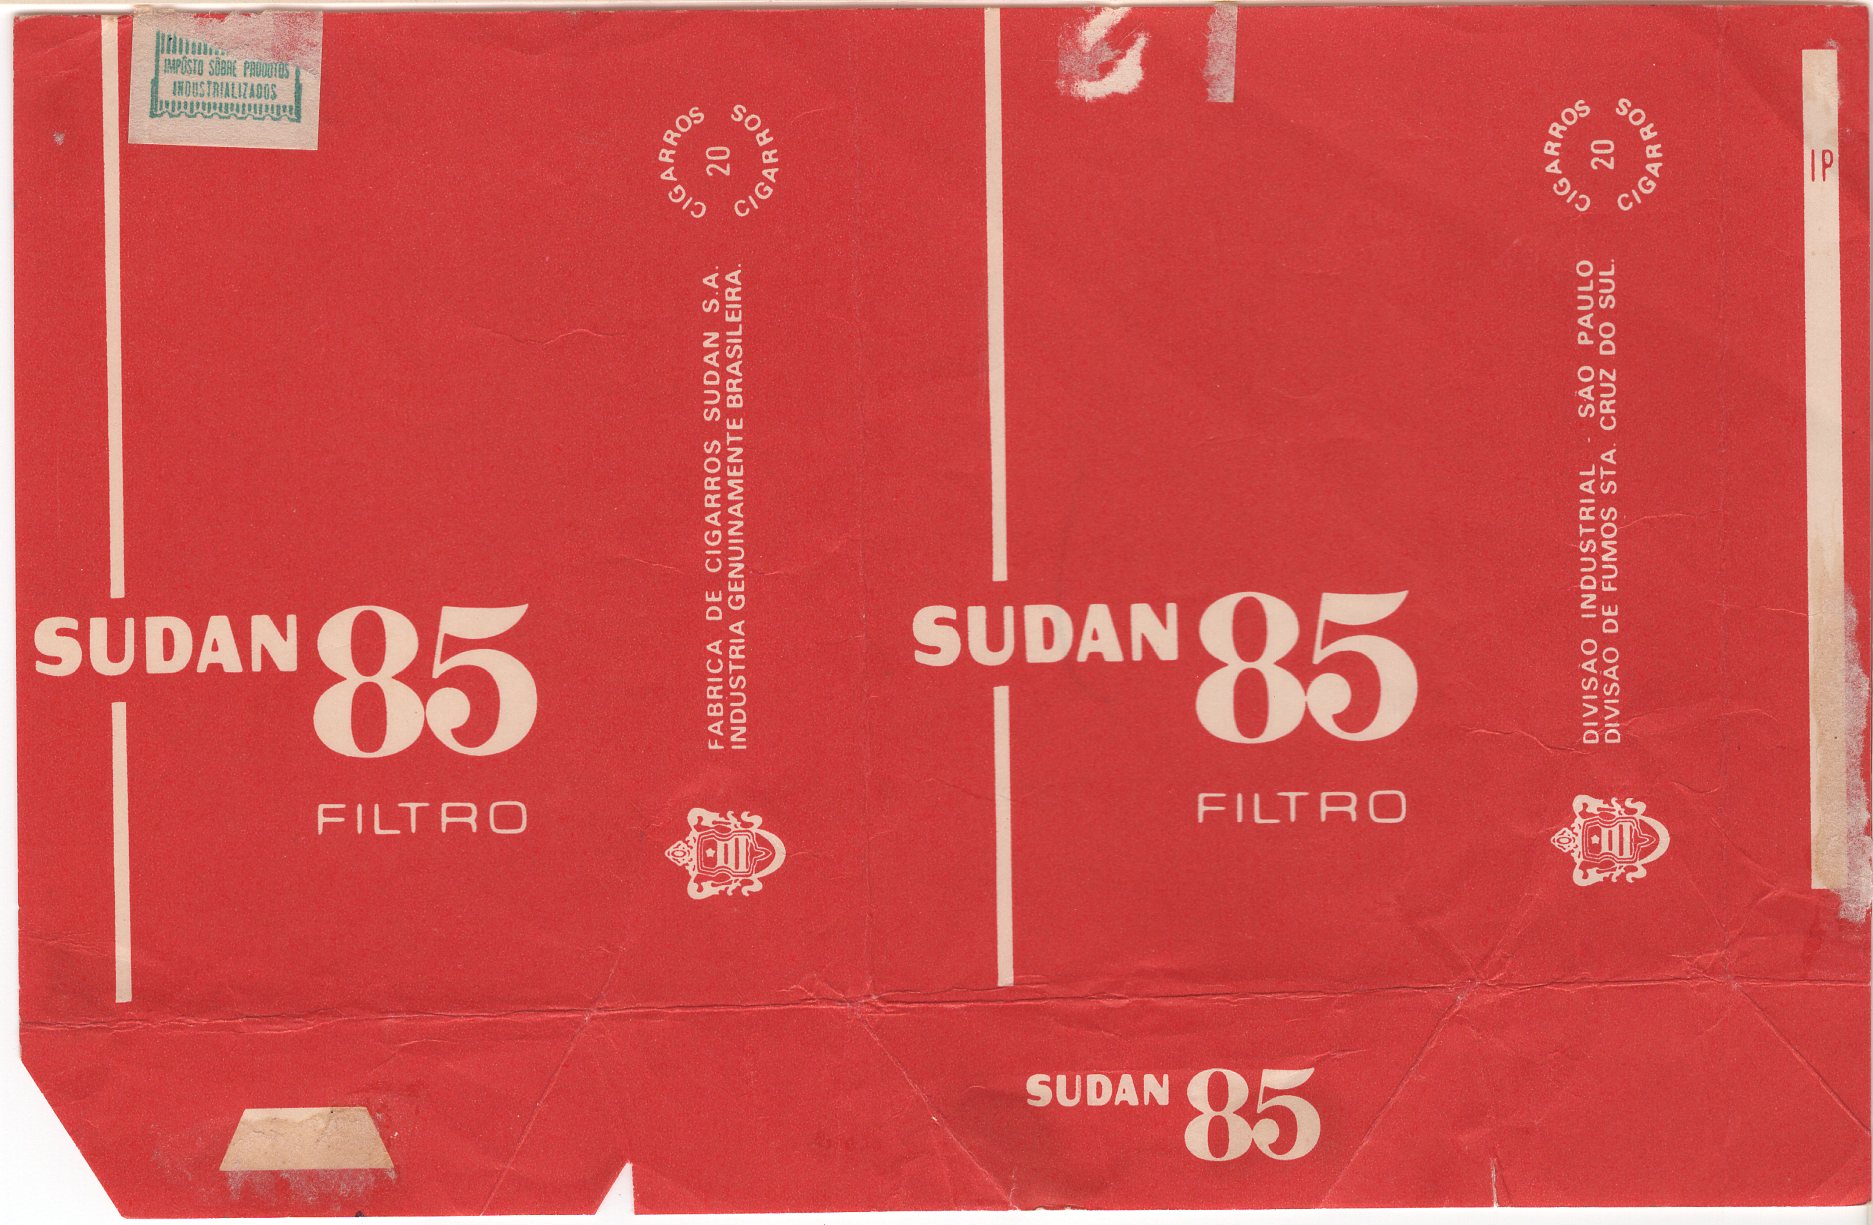 IMPÔSTO SÔBRE PRODUTOS
INDUSTRIALIZADOS
SUDAN 85
FILTRO
CIGARROS
20
CIGARROS
FABRICA DE CIGARROS SUDAN S.A.
INDUSTRIA GENUINAMENTE BRASILEIRA.
SUDAN 85
FILTRO
CIGARROS
20
CIGARROS
DIVISÃO INDUSTRIAL - SÃO PAULO
DIVISÃO DE FUMOS STA. CRUZ DO SUL.
IP
SUDAN 85